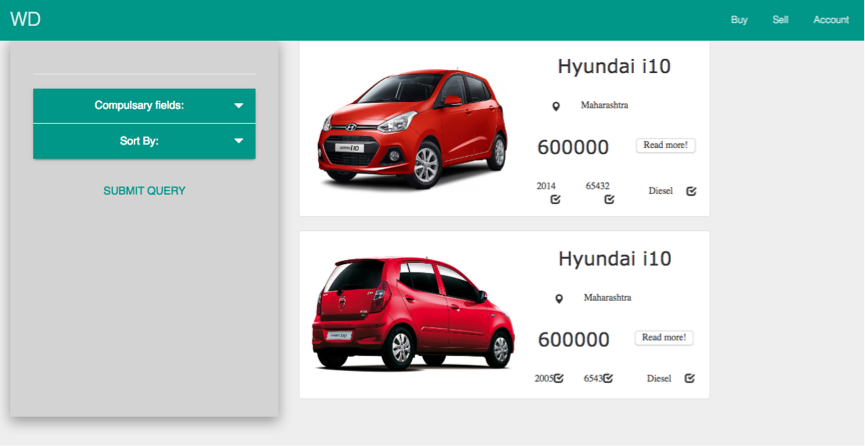 WD
Buy Sell Account
Compulsary fields:
Sort By:
SUBMIT QUERY
Hyundai i10
Maharashtra
600000 Read more!
2014 65432 Diesel
Hyundai i10
Maharashtra
600000 Read more!
2005 6543 Diesel